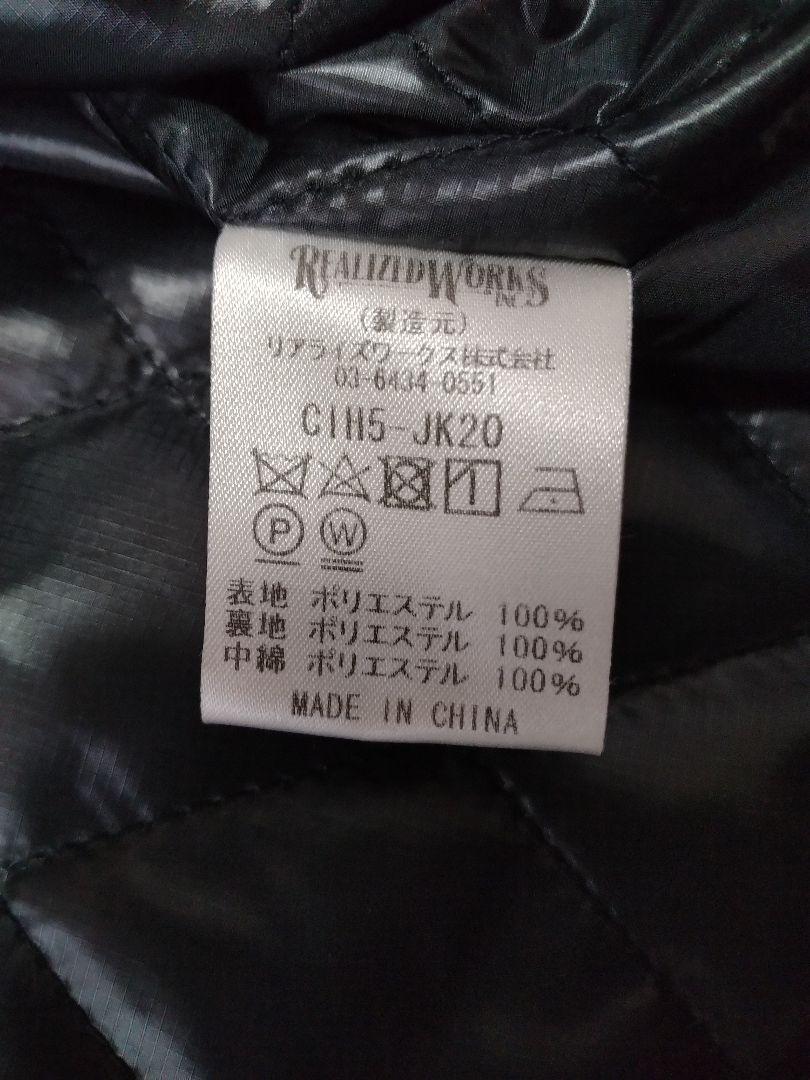 REALIZED WORKS INC.
(製造元)
リアライズワークス株式会社
03-6434-0551
CIH5-JK20
P W
表地 ポリエステル 100%
裏地 ポリエステル 100%
中綿 ポリエステル 100%
MADE IN CHINA